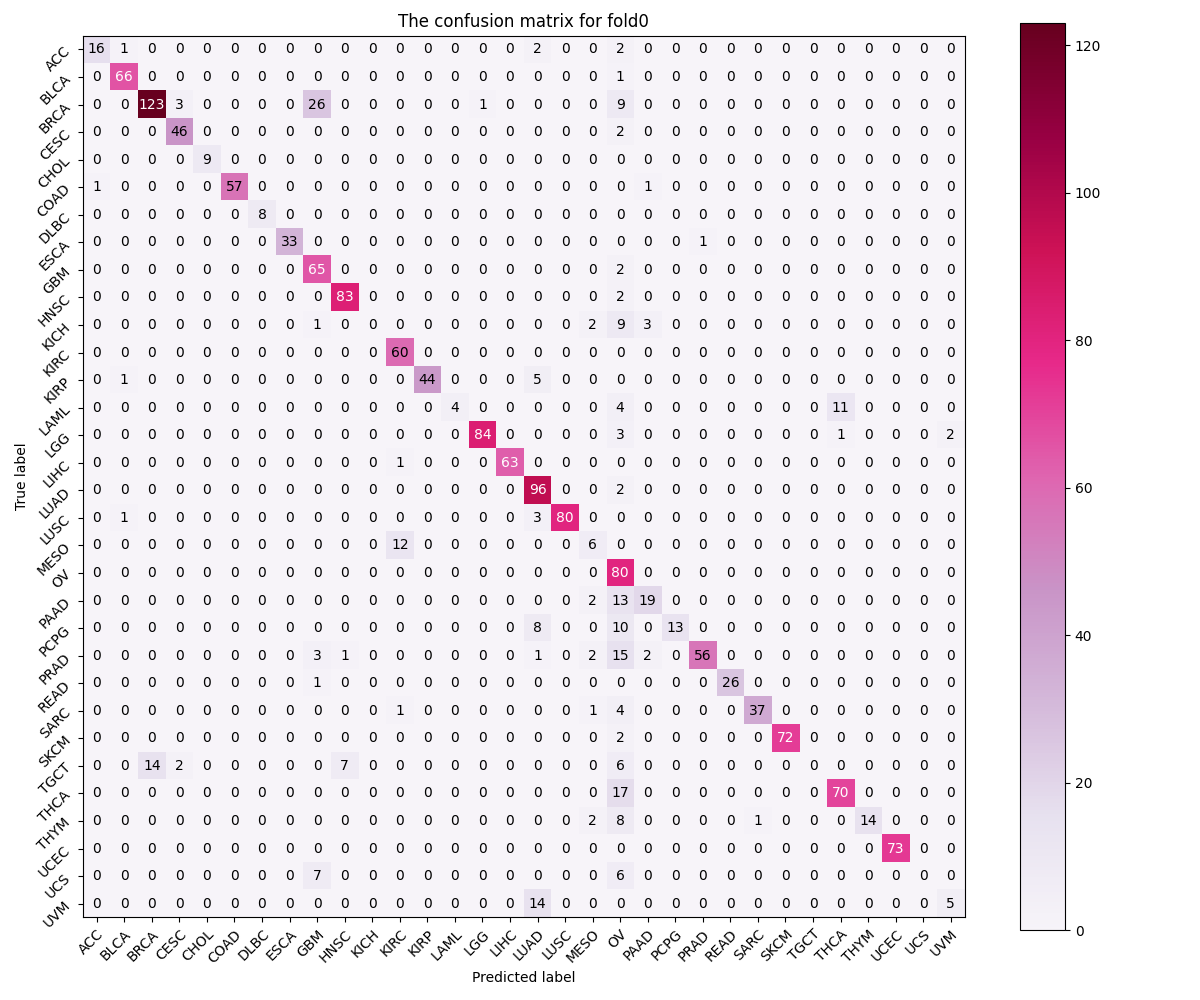 The confusion matrix for fold0
ACC 16 1 0 0 0 0 0 0 0 0 0 0 0 0 0 0 2 0 0 2 0 0 0 0 0 0 0 0 0 0 0 0
BLCA 0 66 0 0 0 0 0 0 0 0 0 0 0 0 0 0 0 0 0 1 0 0 0 0 0 0 0 0 0 0 0 0
BRCA 0 0 123 3 0 0 0 0 26 0 0 0 0 0 1 0 0 0 0 9 0 0 0 0 0 0 0 0 0 0 0 0
CESC 0 0 0 46 0 0 0 0 0 0 0 0 0 0 0 0 0 0 0 2 0 0 0 0 0 0 0 0 0 0 0 0
CHOL 0 0 0 0 9 0 0 0 0 0 0 0 0 0 0 0 0 0 0 0 0 0 0 0 0 0 0 0 0 0 0 0
COAD 1 0 0 0 0 57 0 0 0 0 0 0 0 0 0 0 0 0 0 0 1 0 0 0 0 0 0 0 0 0 0 0
DLBC 0 0 0 0 0 0 8 0 0 0 0 0 0 0 0 0 0 0 0 0 0 0 0 0 0 0 0 0 0 0 0 0
ESCA 0 0 0 0 0 0 0 33 0 0 0 0 0 0 0 0 0 0 0 0 0 0 1 0 0 0 0 0 0 0 0 0
GBM 0 0 0 0 0 0 0 0 65 0 0 0 0 0 0 0 0 0 0 2 0 0 0 0 0 0 0 0 0 0 0 0
HNSC 0 0 0 0 0 0 0 0 0 83 0 0 0 0 0 0 0 0 0 2 0 0 0 0 0 0 0 0 0 0 0 0
KICH 0 0 0 0 0 0 0 0 1 0 0 0 0 0 0 0 0 0 2 9 3 0 0 0 0 0 0 0 0 0 0 0
KIRC 0 0 0 0 0 0 0 0 0 0 0 60 0 0 0 0 0 0 0 0 0 0 0 0 0 0 0 0 0 0 0 0
KIRP 0 1 0 0 0 0 0 0 0 0 0 0 44 0 0 0 5 0 0 0 0 0 0 0 0 0 0 0 0 0 0 0
LAML 0 0 0 0 0 0 0 0 0 0 0 0 0 4 0 0 0 0 0 4 0 0 0 0 0 0 0 11 0 0 0 0
LGG 0 0 0 0 0 0 0 0 0 0 0 0 0 0 84 0 0 0 0 3 0 0 0 0 0 0 0 1 0 0 0 2
LIHC 0 0 0 0 0 0 0 0 0 0 0 1 0 0 0 63 0 0 0 0 0 0 0 0 0 0 0 0 0 0 0 0
LUAD 0 0 0 0 0 0 0 0 0 0 0 0 0 0 0 0 96 0 0 2 0 0 0 0 0 0 0 0 0 0 0 0
LUSC 0 1 0 0 0 0 0 0 0 0 0 0 0 0 0 0 3 80 0 0 0 0 0 0 0 0 0 0 0 0 0 0
MESO 0 0 0 0 0 0 0 0 0 0 0 12 0 0 0 0 0 0 6 0 0 0 0 0 0 0 0 0 0 0 0 0
OV 0 0 0 0 0 0 0 0 0 0 0 0 0 0 0 0 0 0 0 80 0 0 0 0 0 0 0 0 0 0 0 0
PAAD 0 0 0 0 0 0 0 0 0 0 0 0 0 0 0 0 0 0 2 13 19 0 0 0 0 0 0 0 0 0 0 0
PCPG 0 0 0 0 0 0 0 0 0 0 0 0 0 0 0 0 8 0 0 10 0 13 0 0 0 0 0 0 0 0 0 0
PRAD 0 0 0 0 0 0 0 0 3 1 0 0 0 0 0 0 1 0 2 15 2 0 56 0 0 0 0 0 0 0 0 0
READ 0 0 0 0 0 0 0 0 1 0 0 0 0 0 0 0 0 0 0 0 0 0 0 26 0 0 0 0 0 0 0 0
SARC 0 0 0 0 0 0 0 0 0 0 0 1 0 0 0 0 0 0 1 4 0 0 0 0 37 0 0 0 0 0 0 0
SKCM 0 0 0 0 0 0 0 0 0 0 0 0 0 0 0 0 0 0 0 2 0 0 0 0 0 72 0 0 0 0 0 0
TGCT 0 0 14 2 0 0 0 0 0 7 0 0 0 0 0 0 0 0 0 6 0 0 0 0 0 0 0 0 0 0 0 0
THCA 0 0 0 0 0 0 0 0 0 0 0 0 0 0 0 0 0 0 0 17 0 0 0 0 0 0 0 70 0 0 0 0
THYM 0 0 0 0 0 0 0 0 0 0 0 0 0 0 0 0 0 0 2 8 0 0 0 0 1 0 0 0 14 0 0 0
UCEC 0 0 0 0 0 0 0 0 0 0 0 0 0 0 0 0 0 0 0 0 0 0 0 0 0 0 0 0 0 73 0 0
UCS 0 0 0 0 0 0 0 0 7 0 0 0 0 0 0 0 0 0 0 6 0 0 0 0 0 0 0 0 0 0 0 0
UVM 0 0 0 0 0 0 0 0 0 0 0 0 0 0 0 0 14 0 0 0 0 0 0 0 0 0 0 0 0 0 0 5
ACC BLCA BRCA CESC CHOL COAD DLBC ESCA GBM HNSC KICH KIRC KIRP LAML LGG LIHC LUAD LUSC MESO OV PAAD PCPG PRAD READ SARC SKCM TGCT THCA THYM UCEC UCS UVM
Predicted label
True label
120
100
80
60
40
20
0